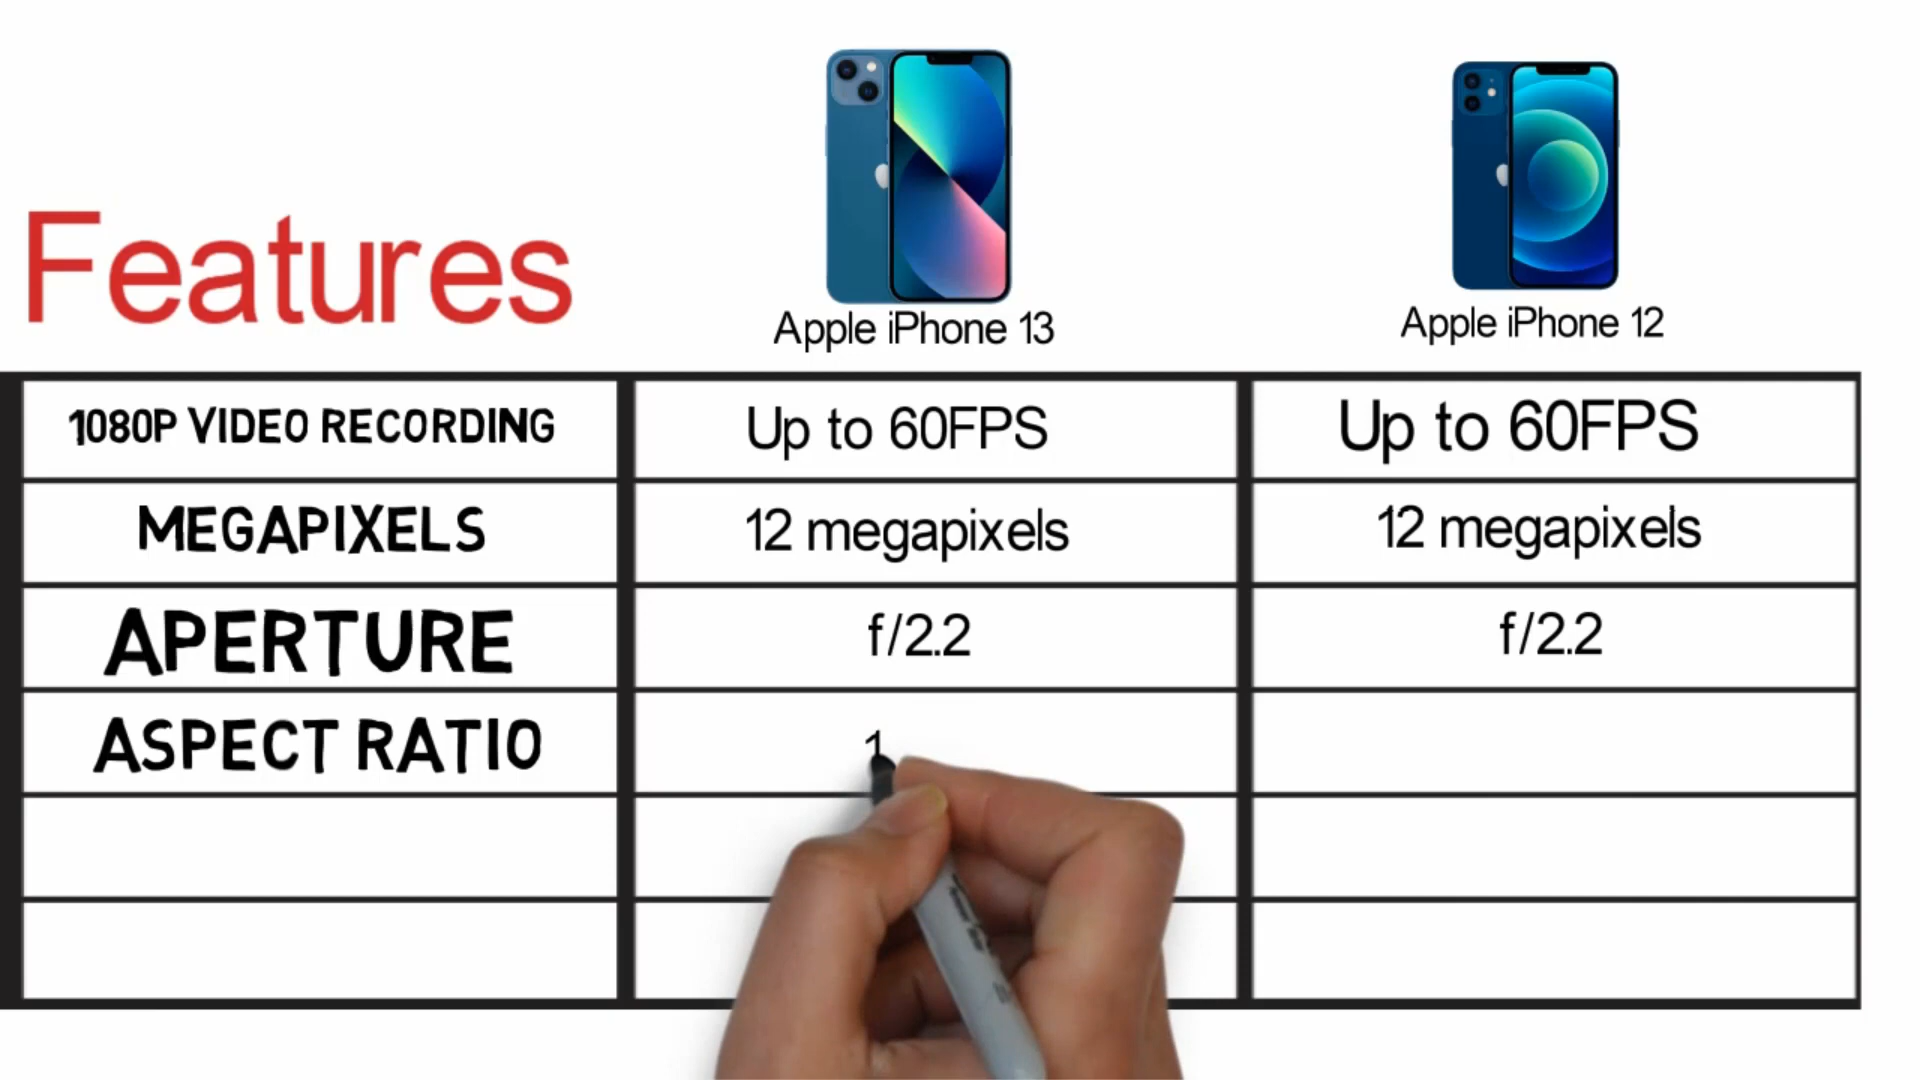 Features
Apple iPhone 13
Apple iPhone 12
1080P VIDEO RECORDING
Up to 60FPS
Up to 60FPS
MEGAPIXELS
12 megapixels
12 megapixels
APERTURE
f/2.2
f/2.2
ASPECT RATIO
1